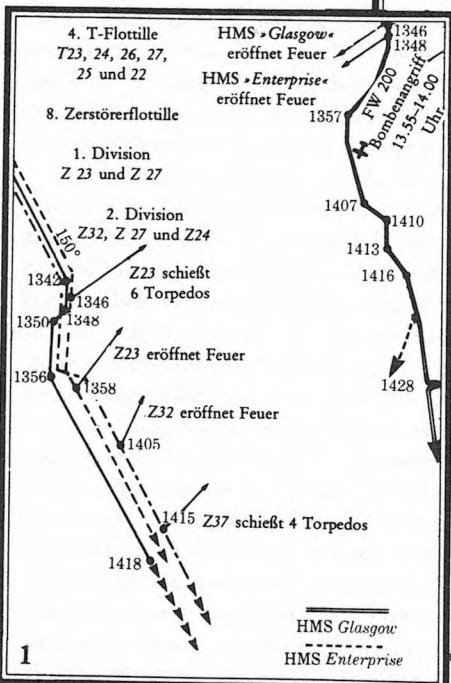 4. T-Flottille
T23, 24, 26, 27,
25 und 22
HMS »Glasgow«
eröffnet Feuer
1346
1348
HMS »Enterprise«
eröffnet Feuer
8. Zerstörerflottille
1357
FW 200
Bombenangriff
13.55–14.00
Uhr
1. Division
Z 23 und Z 27
1407
1410
2. Division
Z32, Z 27 und Z24
150°
1413
1416
1342
1346
Z23 schießt
6 Torpedos
1350
1348
Z23 eröffnet Feuer
1356
1358
1428
Z32 eröffnet Feuer
1405
1415
Z37 schießt 4 Torpedos
1418
HMS Glasgow
HMS Enterprise
1